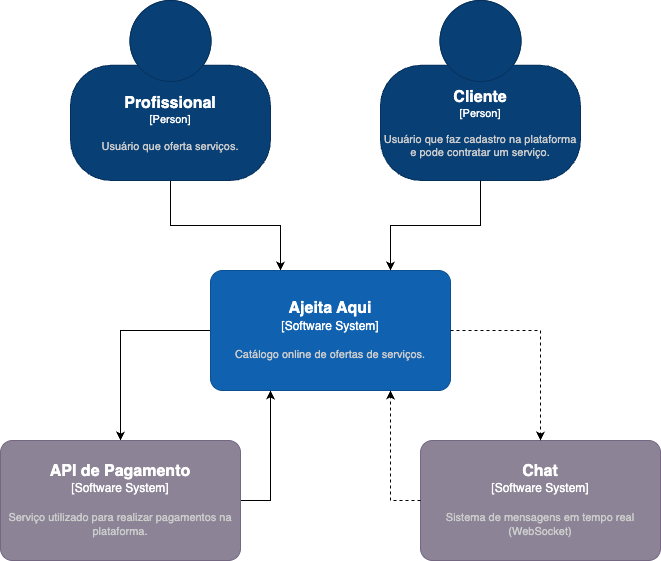 Profissional
[Person]
Usuário que oferta serviços.
Cliente
[Person]
Usuário que faz cadastro na plataforma
e pode contratar um serviço.
Ajeita Aqui
[Software System]
Catálogo online de ofertas de serviços.
API de Pagamento
[Software System]
Serviço utilizado para realizar pagamentos na
plataforma.
Chat
[Software System]
Sistema de mensagens em tempo real
(WebSocket)